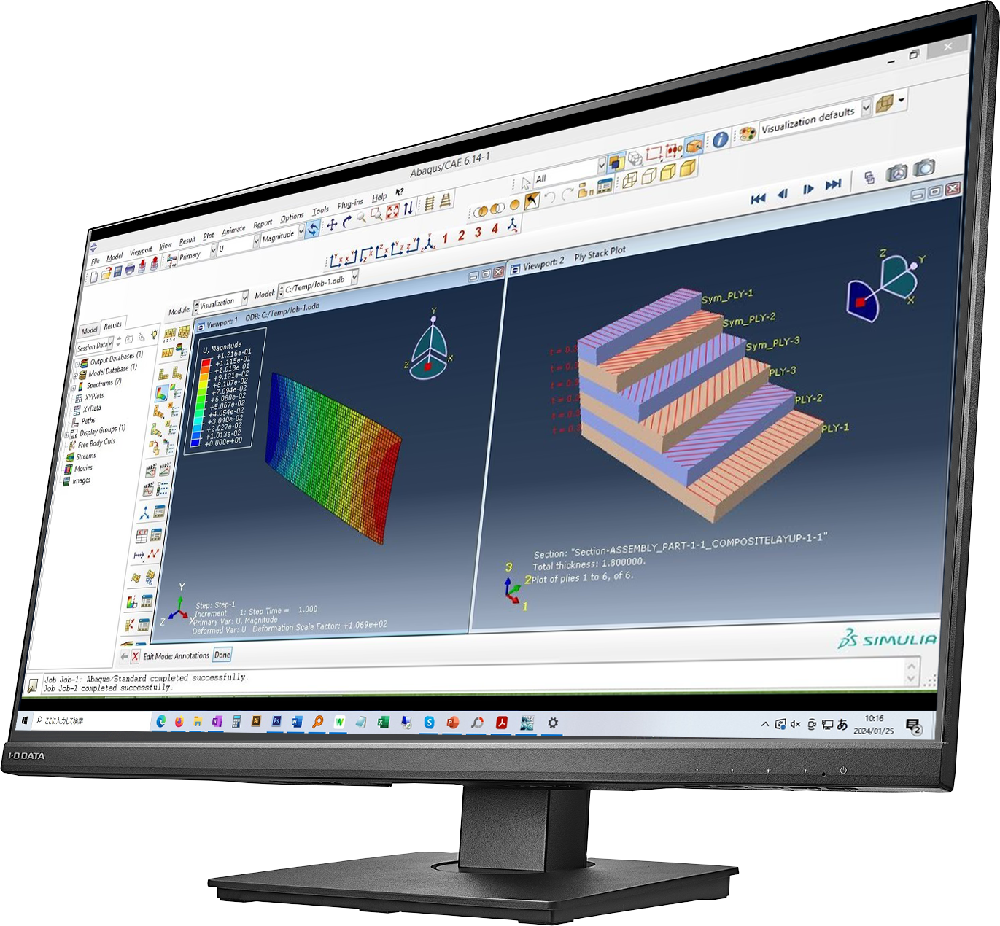 Abaqus/CAE 6.14-1
File Model Viewport View Result Plot Animate Report Options Tools Plug-ins Help
All
Visualization defaults
Primary U Magnitude
1 2 3 4
Module: Visualization Model: C:/Temp/Job-1.odb
Model Results
Session Data
Output Databases (1)
Model Database (1)
Spectrums (7)
XYPlots
XYData
Paths
Display Groups (1)
Free Body Cuts
Streams
Movies
Images
Viewport: 1 ODB: C:/Temp/Job-1.odb
U, Magnitude
+1.216e-01
+1.115e-01
+1.013e-01
+9.121e-02
+8.107e-02
+7.094e-02
+6.080e-02
+5.067e-02
+4.054e-02
+3.040e-02
+2.027e-02
+1.013e-02
+0.000e+00
Y
X
Z
Y
Z
X
Step: Step-1
Increment 1: Step Time = 1.000
Primary Var: U, Magnitude
Deformed Var: U Deformation Scale Factor: +1.069e+02
Viewport: 2 Ply Stack Plot
Z
Y
X
Sym_PLY-1
Sym_PLY-2
Sym_PLY-3
PLY-3
PLY-2
PLY-1
t = 0.3
t = 0.3
t = 0.3
t = 0.3
t = 0.3
t = 0.3
Section: "Section-ASSEMBLY_PART-1-1_COMPOSITELAYUP-1-1"
Total thickness: 1.800000.
Plot of plies 1 to 6, of 6.
3
2
1
Edit Mode: Annotations Done
SIMULIA
Job Job-1: Abaqus/Standard completed successfully.
Job Job-1 completed successfully.
ここに入力して検索
あ
10:16
2024/01/25
2
I-O DATA